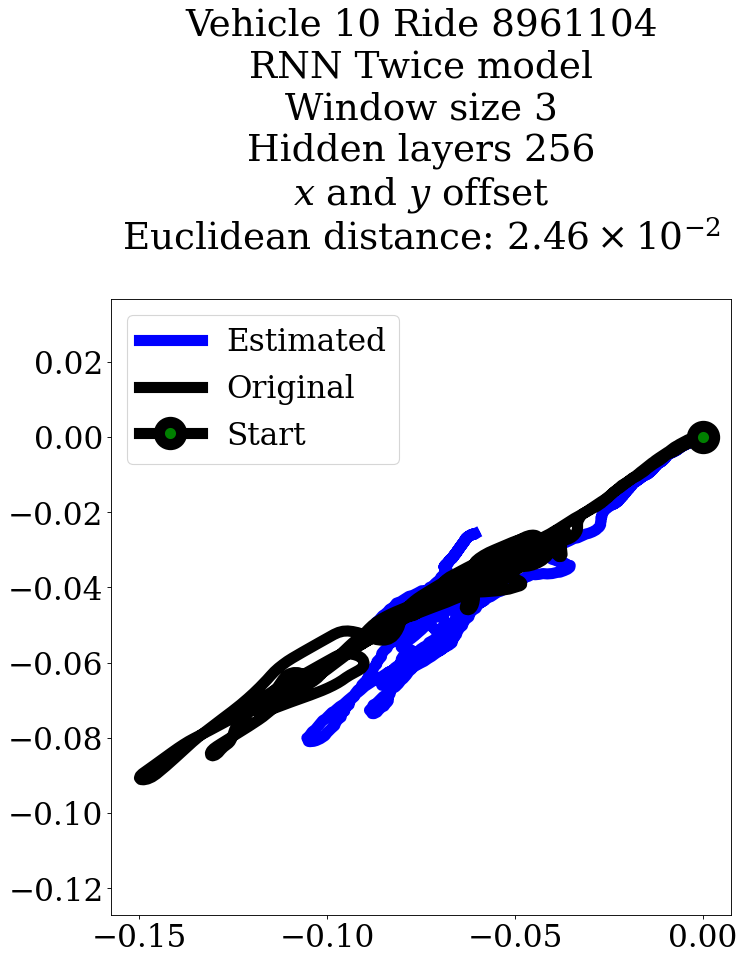 Vehicle 10 Ride 8961104
RNN Twice model
Window size 3
Hidden layers 256
x and y offset
Euclidean distance: 2.46 × 10⁻²
Estimated
Original
Start
0.02
0.00
−0.02
−0.04
−0.06
−0.08
−0.10
−0.12
−0.15 −0.10 −0.05 0.00